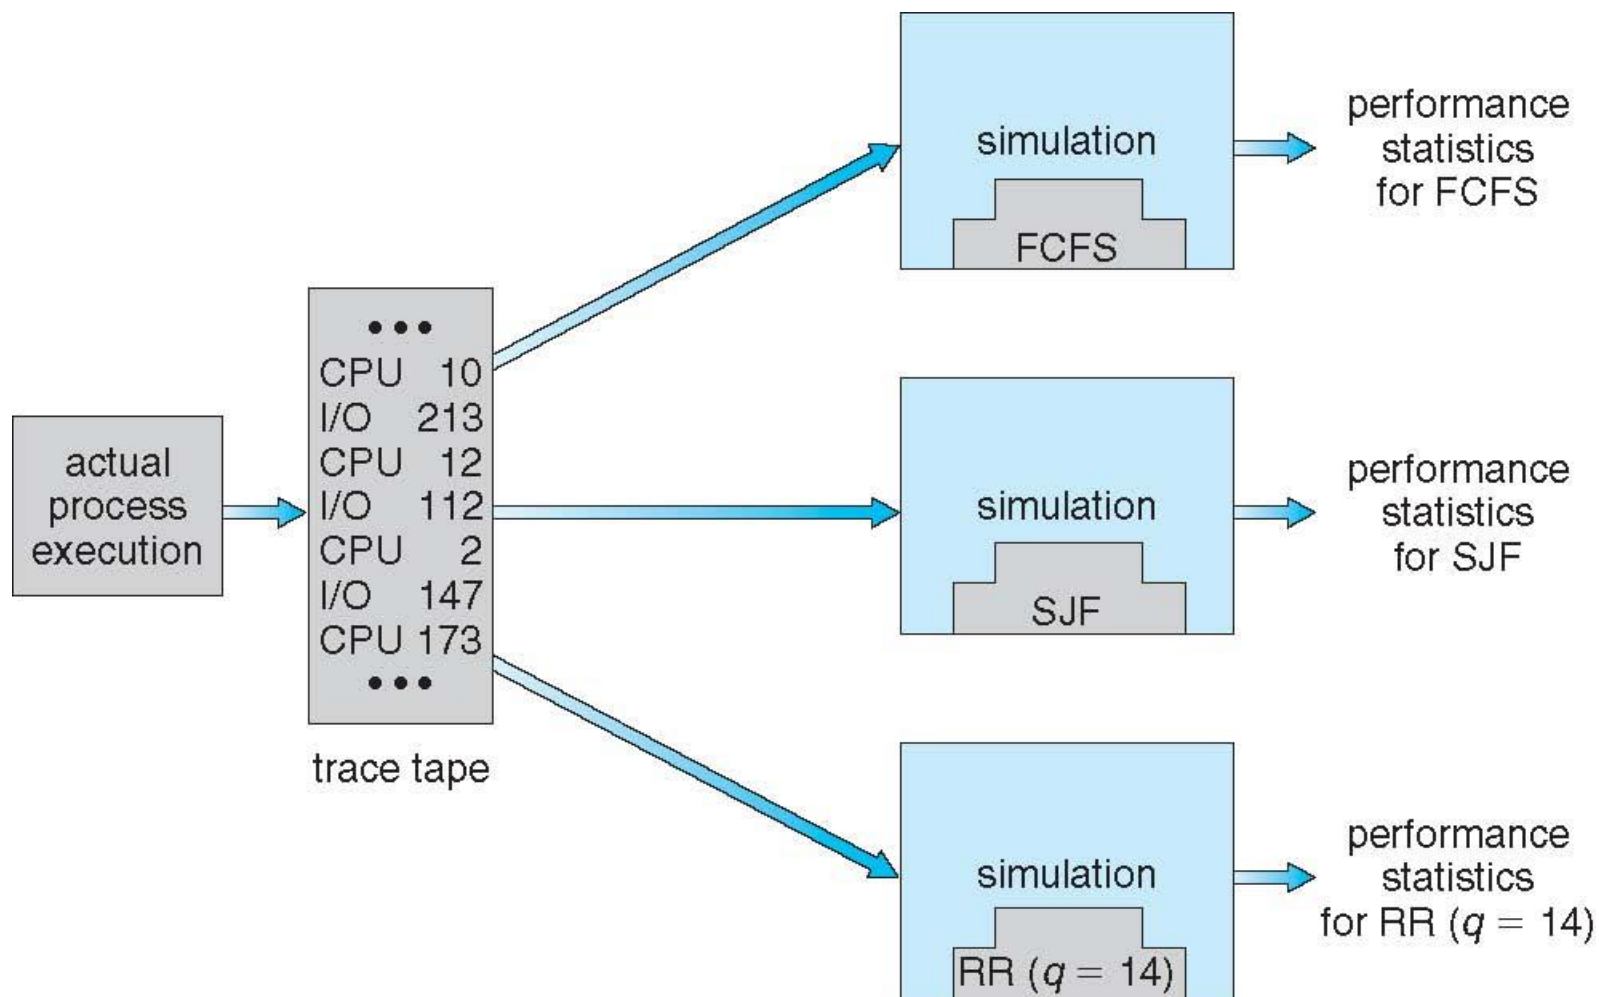 actual
process
execution
•••
CPU 10
I/O 213
CPU 12
I/O 112
CPU 2
I/O 147
CPU 173
•••
trace tape
simulation
FCFS
performance
statistics
for FCFS
simulation
SJF
performance
statistics
for SJF
simulation
RR (q = 14)
performance
statistics
for RR (q = 14)